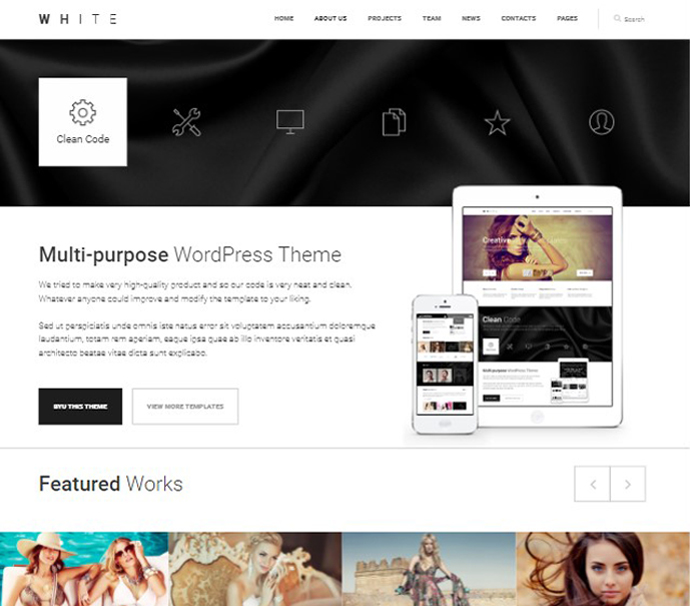 WHITE
HOME ABOUT US PROJECTS TEAM NEWS CONTACTS PAGES Search
Clean Code
Multi-purpose WordPress Theme
We tried to make very high-quality product and so our code is very neat and clean.
Whatever anyone could improve and modify the template to your liking.
Sed ut perspiciatis unde omnis iste natus error sit voluptatem accusantium doloremque
laudantium, totam rem aperiam, eaque ipsa quae ab illo inventore veritatis et quasi
architecto beatae vitae dicta sunt explicabo.
BYU THIS THEME VIEW MORE TEMPLATES
Creative
Clean Code
Multi-purpose WordPress Theme
Featured Works